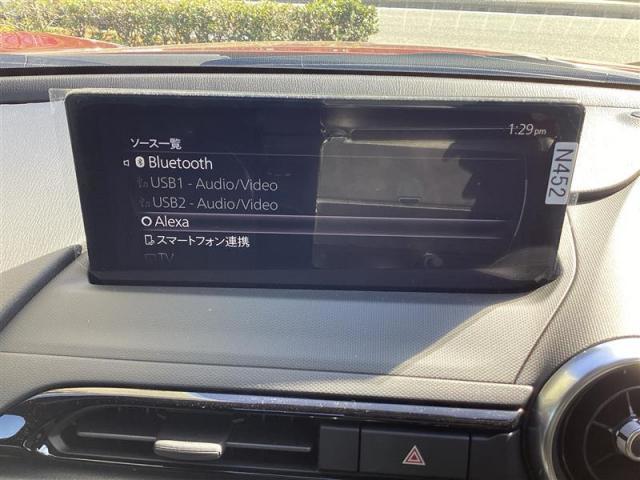 1:29pm
ソース一覧
Bluetooth
USB1 - Audio/Video
USB2 - Audio/Video
Alexa
スマートフォン連携
TV
N452